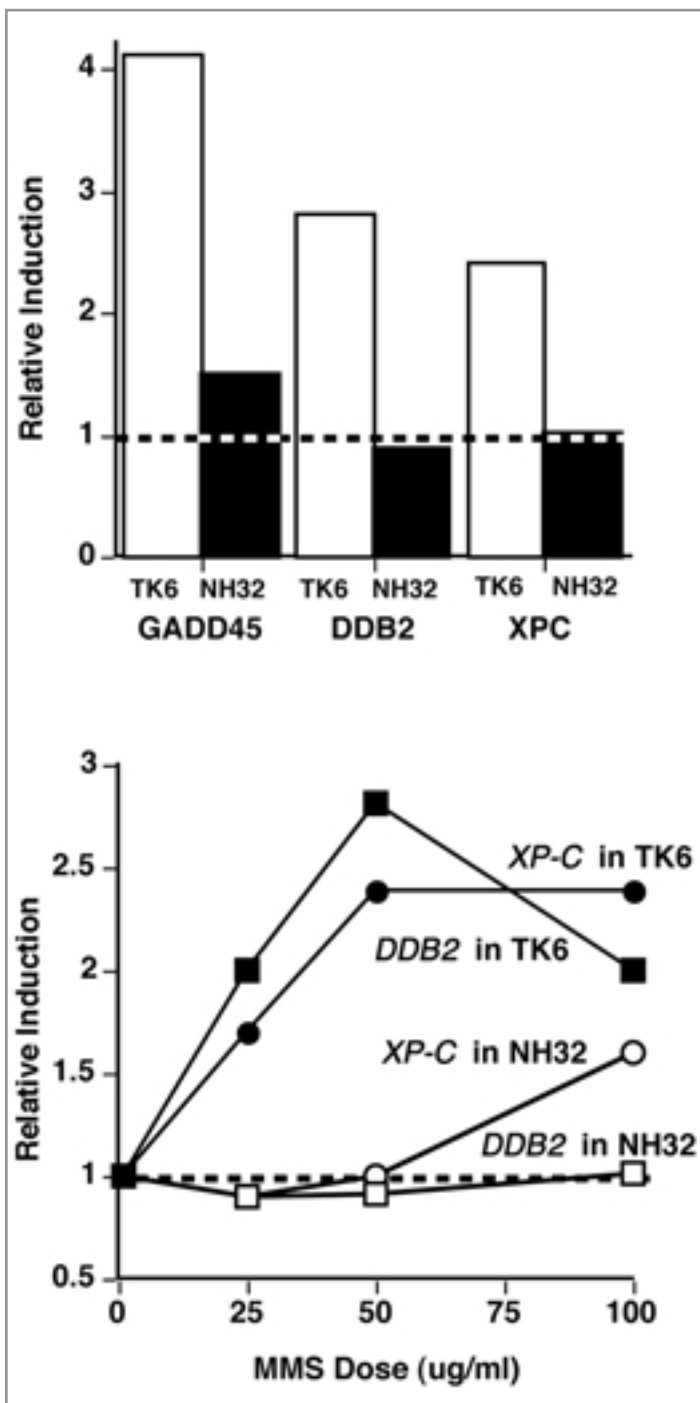 Relative Induction
4
3
2
1
0
TK6 NH32 TK6 NH32 TK6 NH32
GADD45 DDB2 XPC
Relative Induction
3
2.5
2
1.5
1
0.5
XP-C in TK6
DDB2 in TK6
XP-C in NH32
DDB2 in NH32
0 25 50 75 100
MMS Dose (ug/ml)